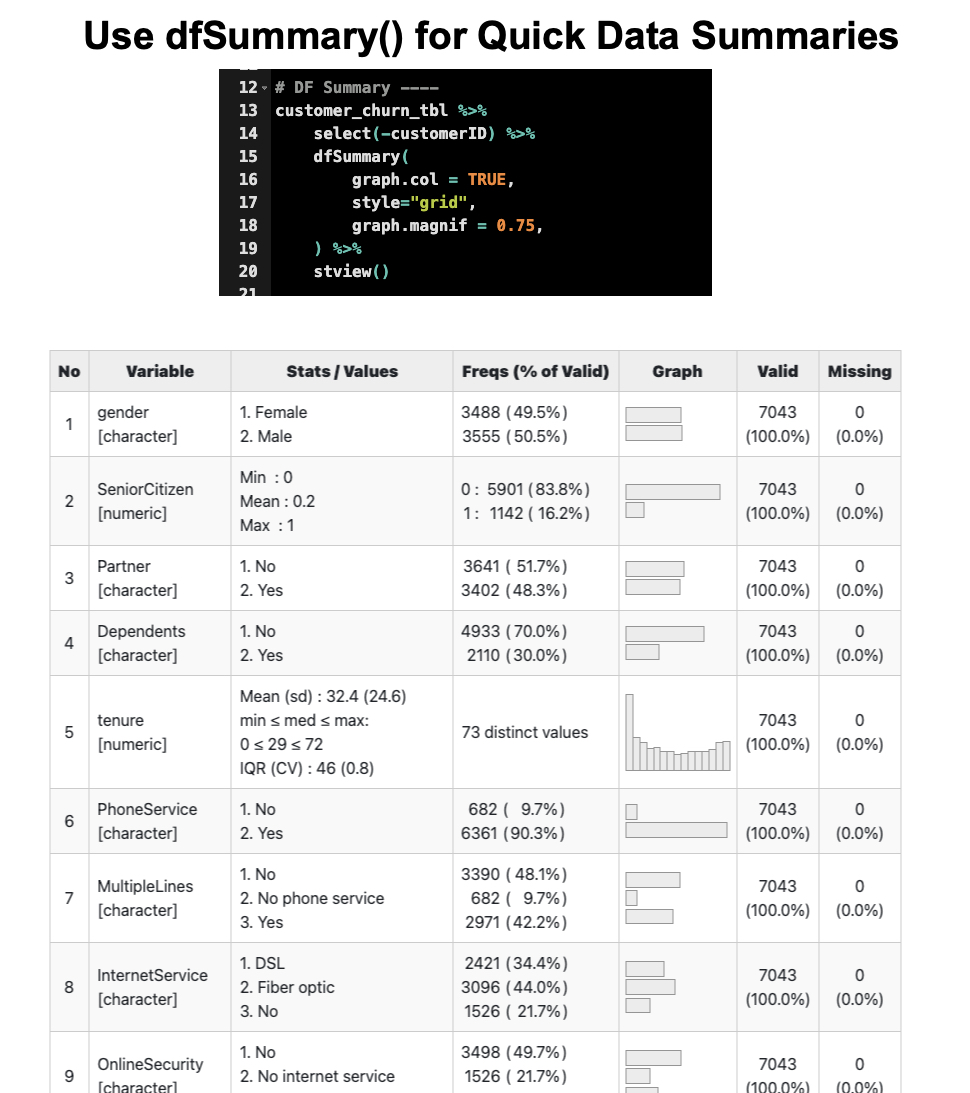 Use dfSummary() for Quick Data Summaries
12 # DF Summary ----
13 customer_churn_tbl %>%
14 select(-customerID) %>%
15 dfSummary(
16 graph.col = TRUE,
17 style="grid",
18 graph.magnif = 0.75,
19 ) %>%
20 stview()
21
No Variable Stats / Values Freqs (% of Valid) Graph Valid Missing
1
gender
[character]
1. Female
2. Male
3488 (49.5%)
3555 (50.5%)
7043
(100.0%)
0
(0.0%)
2
SeniorCitizen
[numeric]
Min : 0
Mean : 0.2
Max : 1
0 : 5901 (83.8%)
1 : 1142 ( 16.2%)
7043
(100.0%)
0
(0.0%)
3
Partner
[character]
1. No
2. Yes
3641 ( 51.7%)
3402 (48.3%)
7043
(100.0%)
0
(0.0%)
4
Dependents
[character]
1. No
2. Yes
4933 (70.0%)
2110 (30.0%)
7043
(100.0%)
0
(0.0%)
5
tenure
[numeric]
Mean (sd) : 32.4 (24.6)
min ≤ med ≤ max:
0 ≤ 29 ≤ 72
IQR (CV) : 46 (0.8)
73 distinct values
7043
(100.0%)
0
(0.0%)
6
PhoneService
[character]
1. No
2. Yes
682 ( 9.7%)
6361 (90.3%)
7043
(100.0%)
0
(0.0%)
7
MultipleLines
[character]
1. No
2. No phone service
3. Yes
3390 ( 48.1%)
682 ( 9.7%)
2971 (42.2%)
7043
(100.0%)
0
(0.0%)
8
InternetService
[character]
1. DSL
2. Fiber optic
3. No
2421 (34.4%)
3096 (44.0%)
1526 ( 21.7%)
7043
(100.0%)
0
(0.0%)
9
OnlineSecurity
[character]
1. No
2. No internet service
3498 (49.7%)
1526 ( 21.7%)
7043
(100.0%)
0
(0.0%)